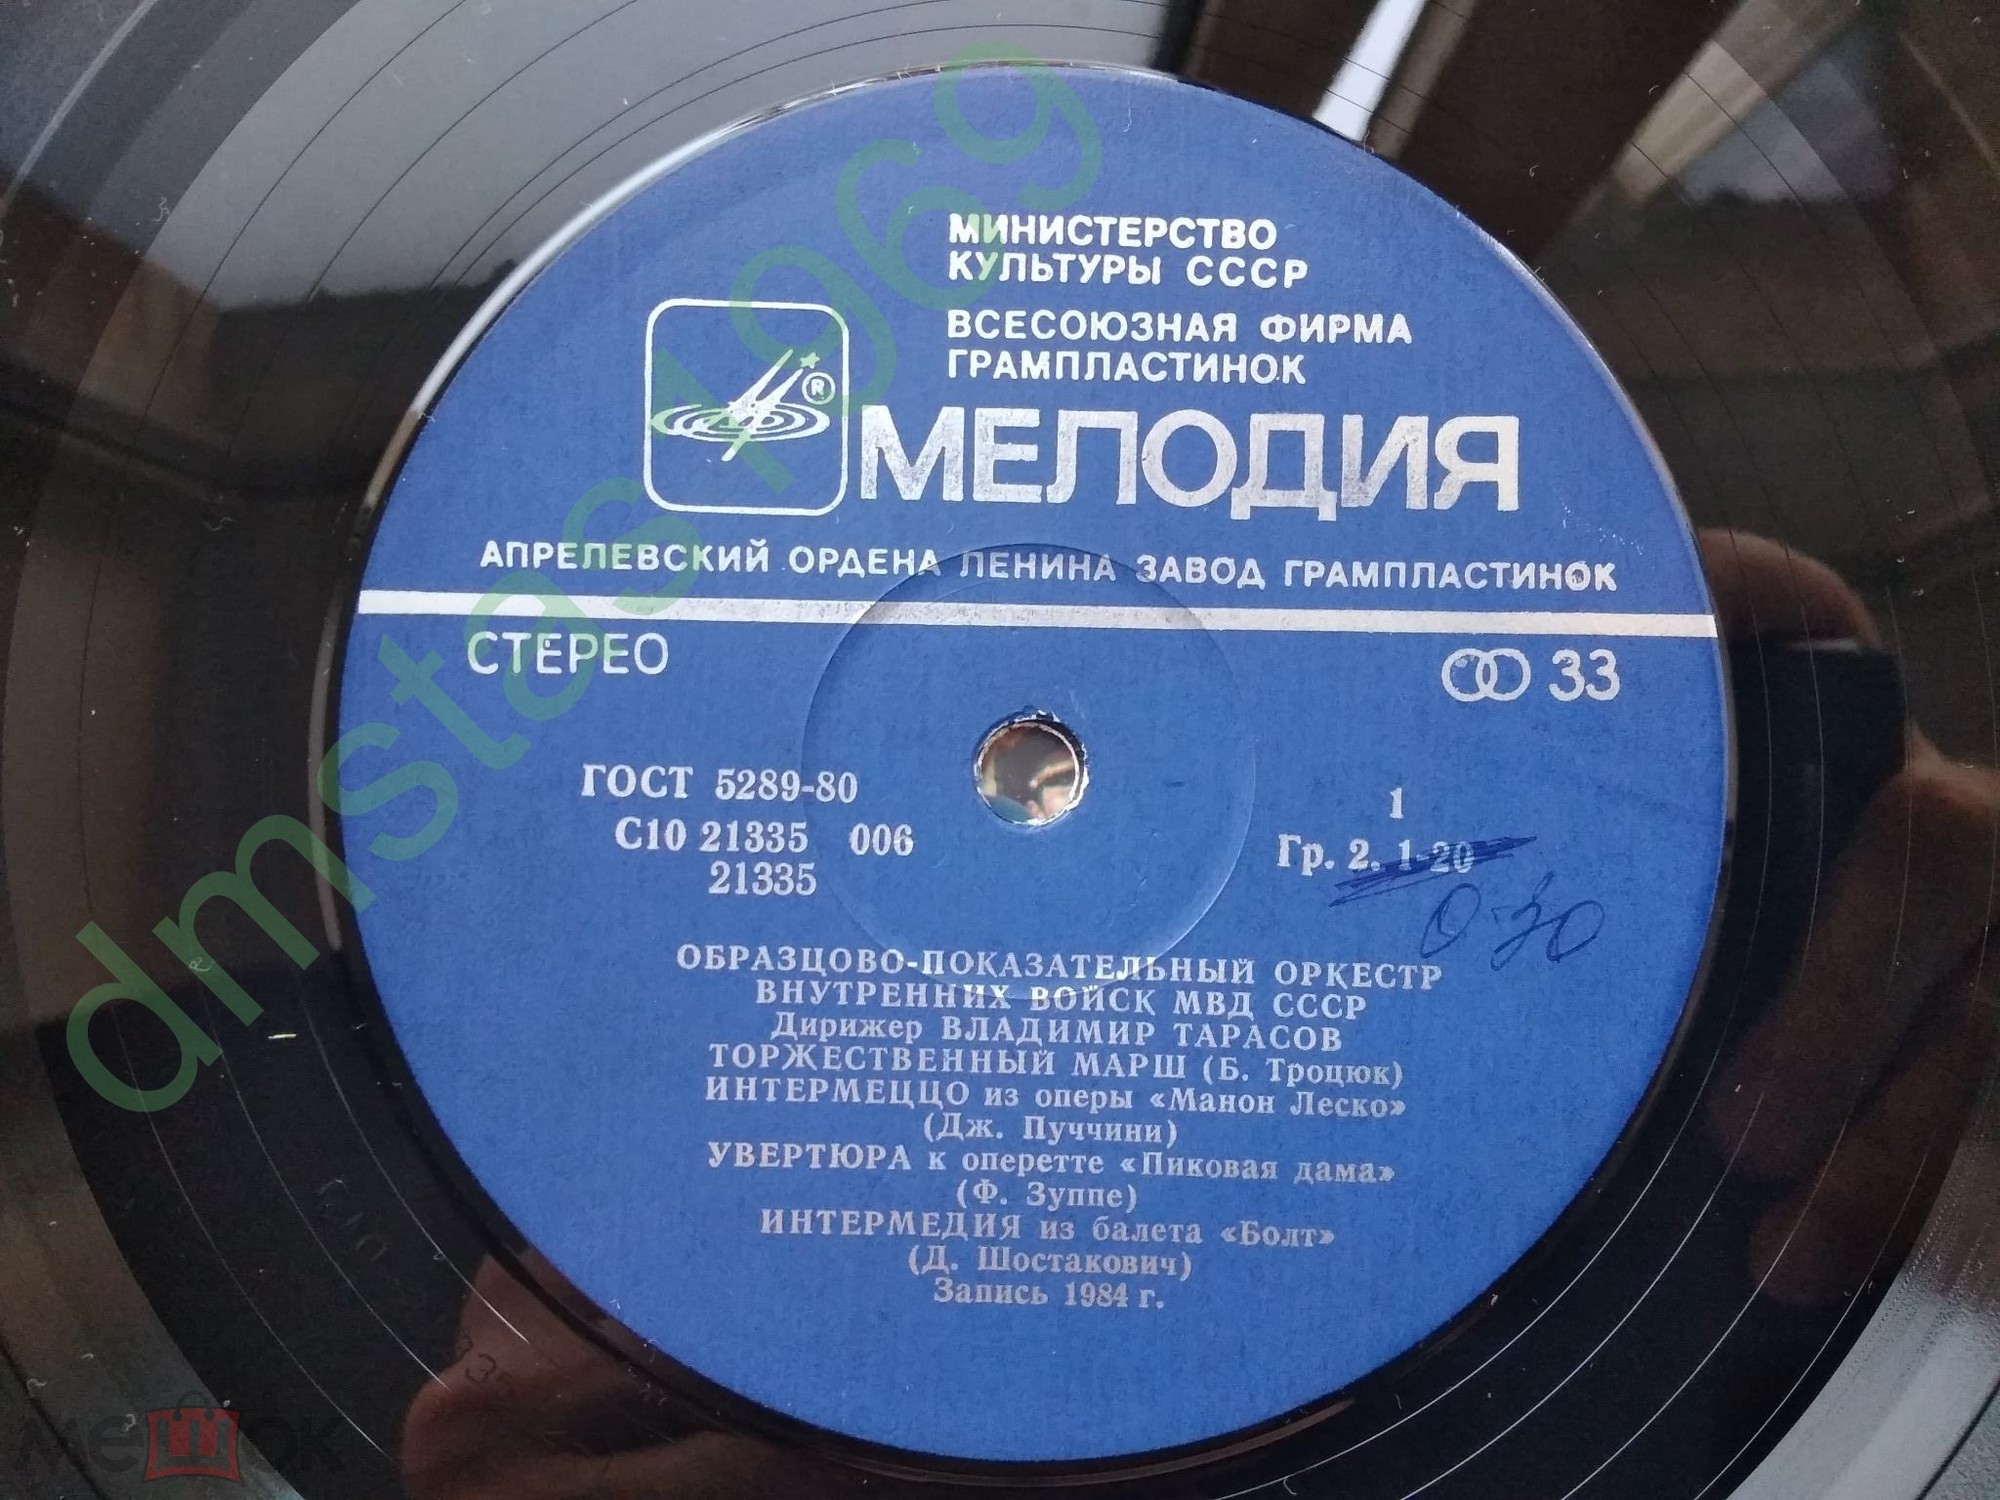 МИНИСТЕРСТВО
КУЛЬТУРЫ СССР
ВСЕСОЮЗНАЯ ФИРМА
ГРАМПЛАСТИНОК
®
МЕЛОДИЯ
АПРЕЛЕВСКИЙ ОРДЕНА ЛЕНИНА ЗАВОД ГРАМПЛАСТИНОК
СТЕРЕО
33
ГОСТ 5289-80
С10 21335 006
21335
1
Гр. 2. 1-20
0-30
ОБРАЗЦОВО-ПОКАЗАТЕЛЬНЫЙ ОРКЕСТР
ВНУТРЕННИХ ВОЙСК МВД СССР
Дирижер ВЛАДИМИР ТАРАСОВ
ТОРЖЕСТВЕННЫЙ МАРШ (Б. Троцюк)
ИНТЕРМЕЦЦО из оперы «Манон Леско»
(Дж. Пуччини)
УВЕРТЮРА к оперетте «Пиковая дама»
(Ф. Зуппе)
ИНТЕРМЕДИЯ из балета «Болт»
(Д. Шостакович)
Запись 1984 г.
dmstas1969
мешок